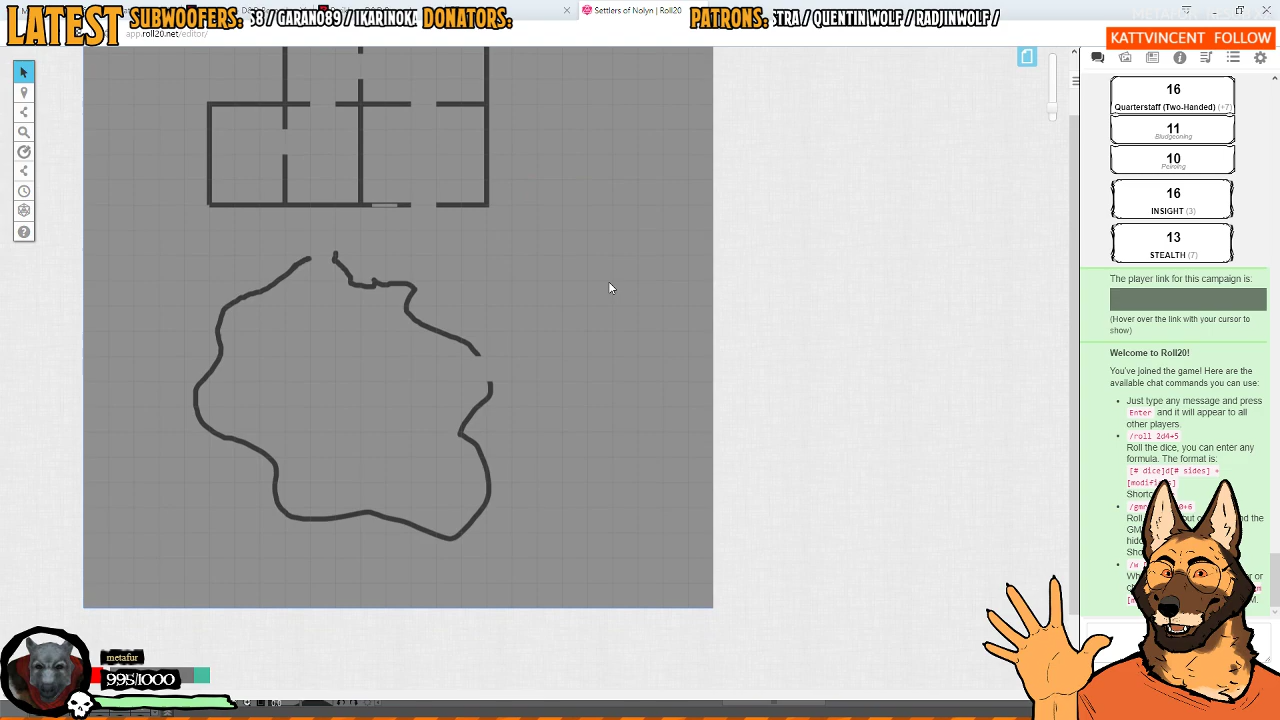 LATEST
SUBWOOFERS:
/ GARANO89 / IKARINOKA
DONATORS:
PATRONS:
STRA / QUENTIN WOLF / RADJINWOLF /
Settlers of Nolyn | Roll20
app.roll20.net/editor/
KATTVINCENT FOLLOW
16
Quarterstaff (Two-Handed) (+7)
11
Bludgeoning
10
Piercing
16
INSIGHT (3)
13
STEALTH (7)
The player link for this campaign is:
(Hover over the link with your cursor to
show)
Welcome to Roll20!
You've joined the game! Here are the
available chat commands you can use:
Just type any message and press
Enter and it will appear to all
other players.
/roll 2d4+5
Roll the dice, you can enter any
formula. The format is:
[# dice]d[# sides] +
metafur
995/1000